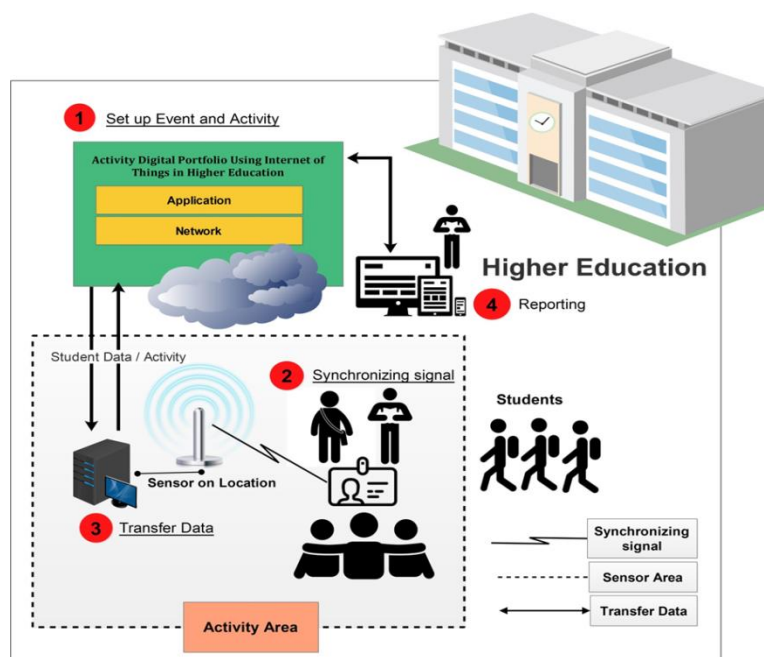 1 Set up Event and Activity
Activity Digital Portfolio Using Internet of
Things in Higher Education
Application
Network
Higher Education
4 Reporting
Student Data / Activity
2 Synchronizing signal
Students
Sensor on Location
3 Transfer Data
Synchronizing
signal
Sensor Area
Transfer Data
Activity Area